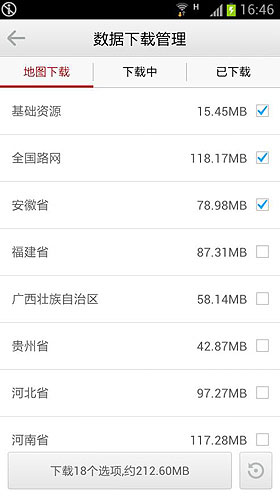 H 16:46
数据下载管理
地图下载 下载中 已下载
基础资源 15.45MB
全国路网 118.17MB
安徽省 78.98MB
福建省 87.31MB
广西壮族自治区 58.14MB
贵州省 42.87MB
河北省 97.27MB
河南省 117.28MB
下载18个选项,约212.60MB